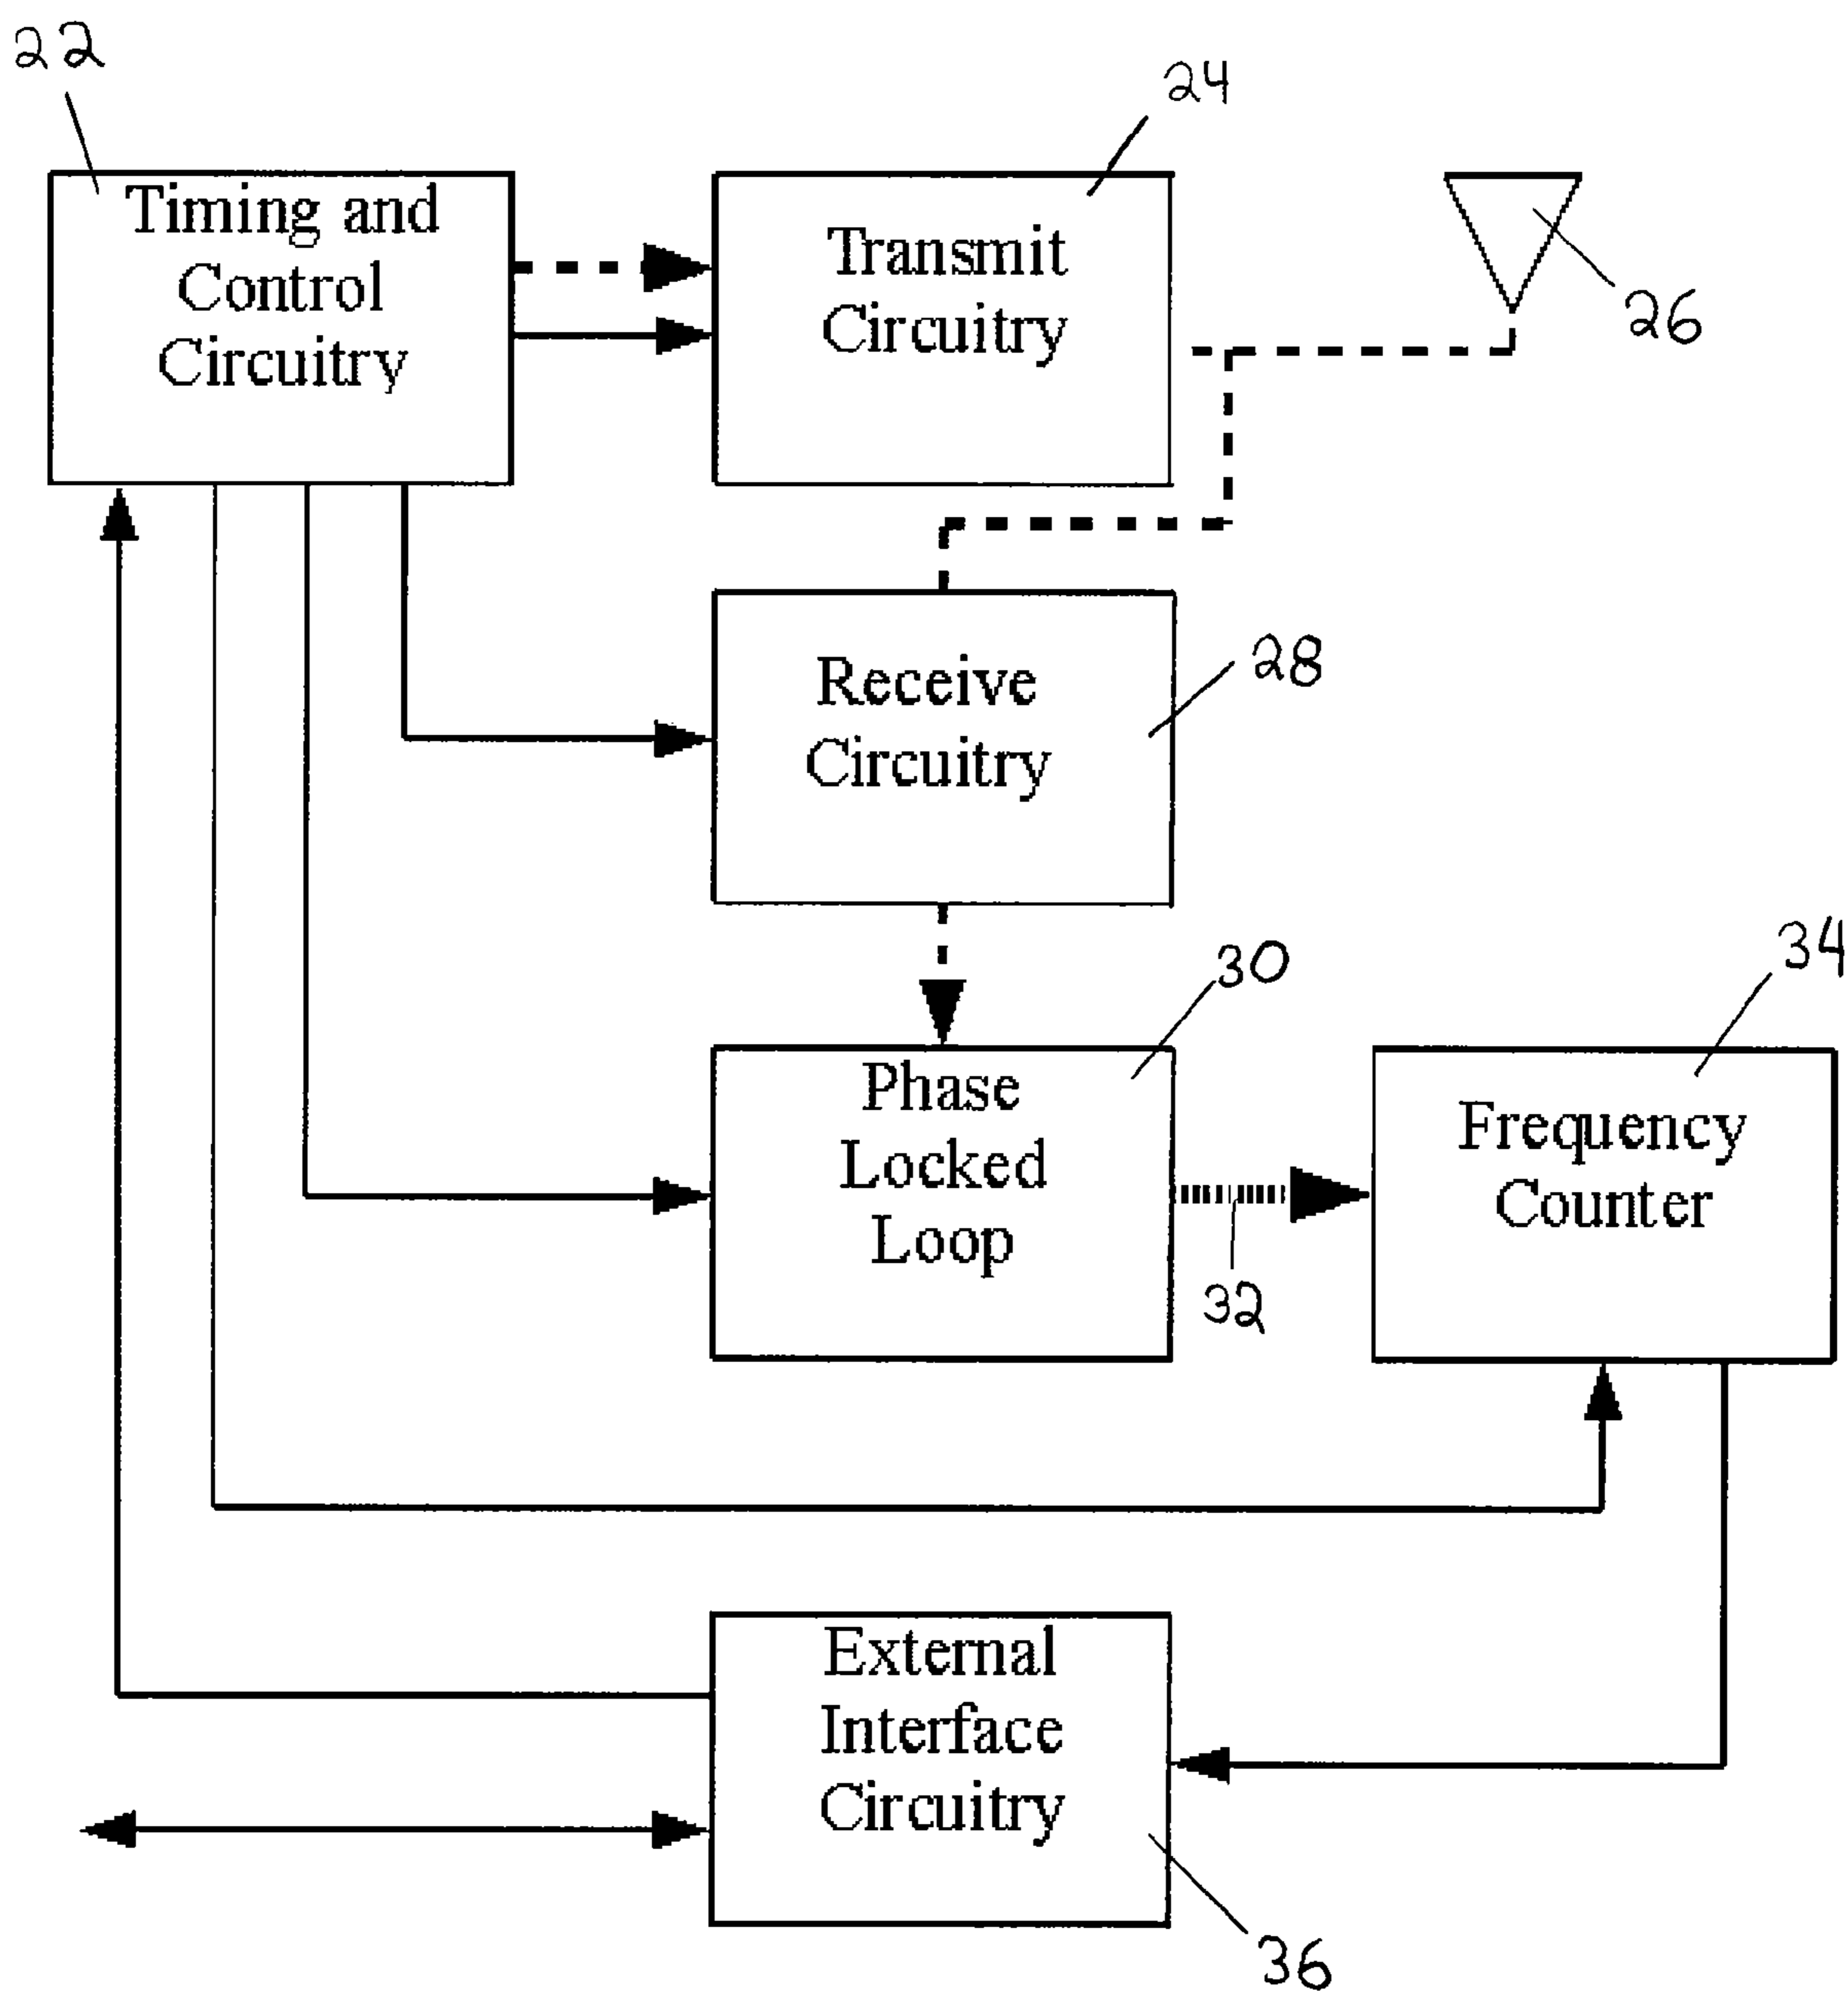 22
24
Timing and
Control
Circuitry
Transmit
Circuitry
26
Receive
Circuitry
28
30
34
Phase
Locked
Loop
Frequency
Counter
32
External
Interface
Circuitry
36